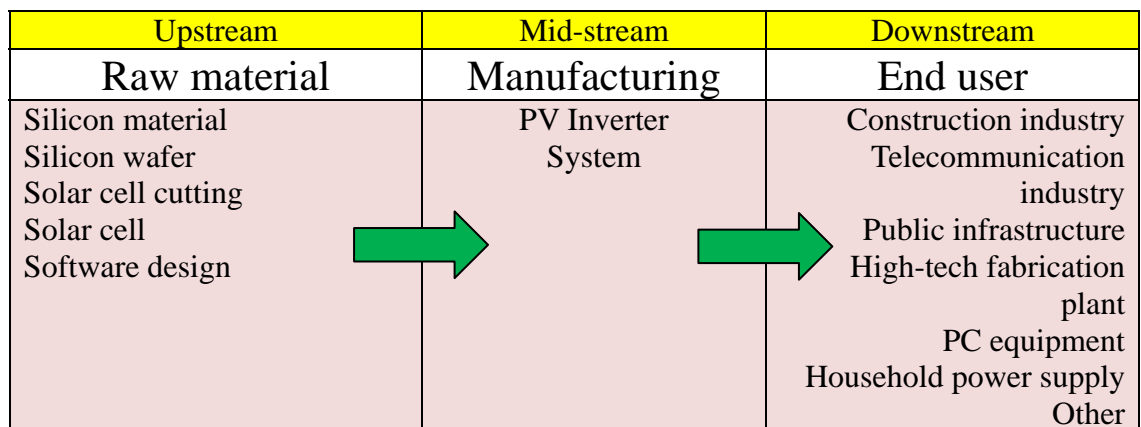 Upstream
Mid-stream
Downstream
Raw material
Manufacturing
End user
Silicon material
Silicon wafer
Solar cell cutting
Solar cell
Software design
PV Inverter
System
Construction industry
Telecommunication
industry
Public infrastructure
High-tech fabrication
plant
PC equipment
Household power supply
Other